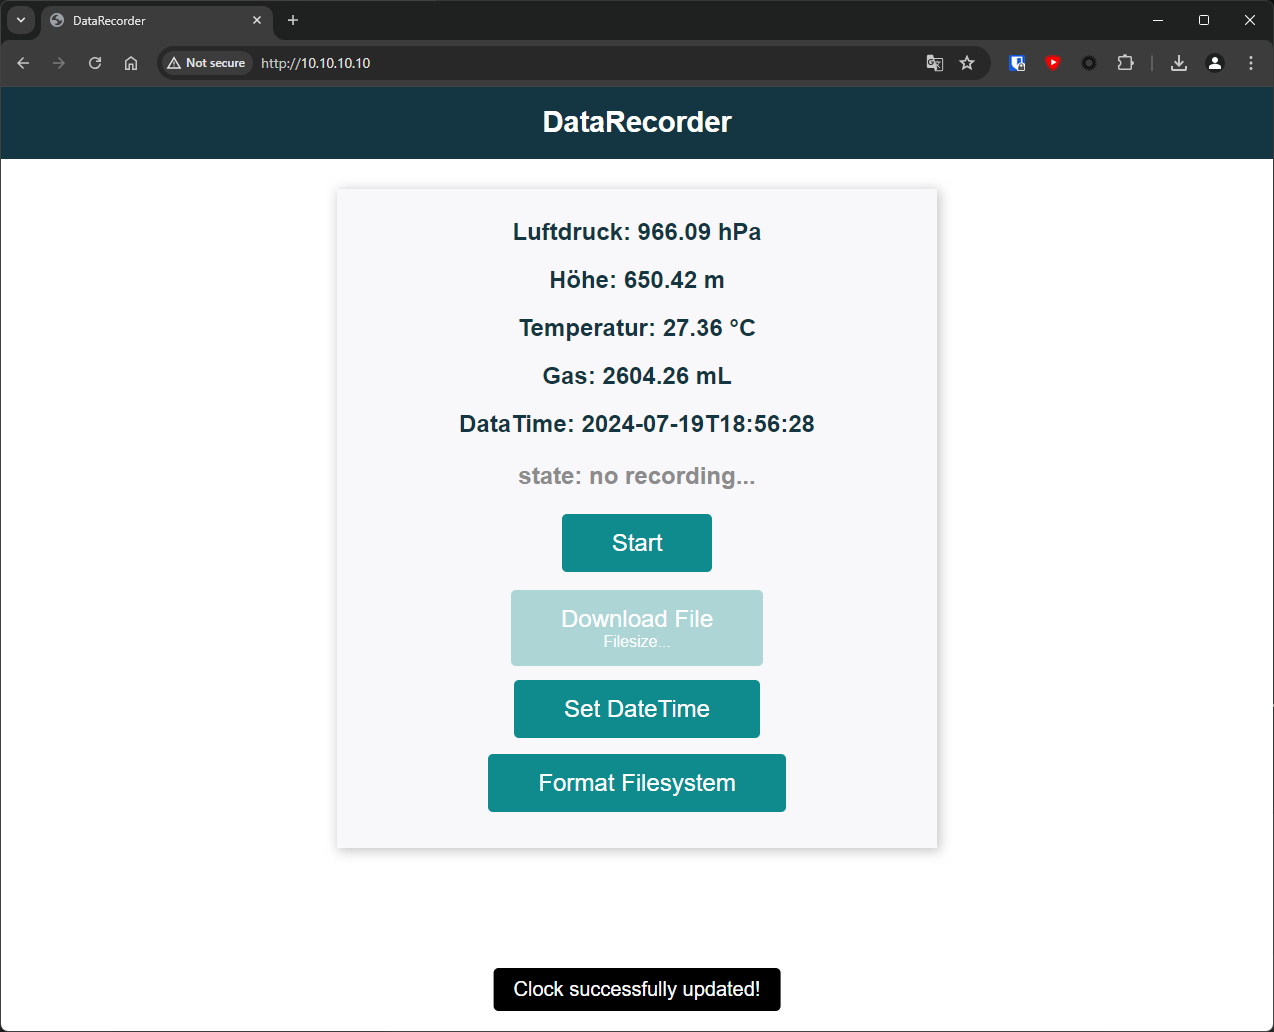 DataRecorder
Not secure
http://10.10.10.10
DataRecorder
Luftdruck: 966.09 hPa
Höhe: 650.42 m
Temperatur: 27.36 °C
Gas: 2604.26 mL
DataTime: 2024-07-19T18:56:28
state: no recording...
Start
Download File
Filesize...
Set DateTime
Format Filesystem
Clock successfully updated!